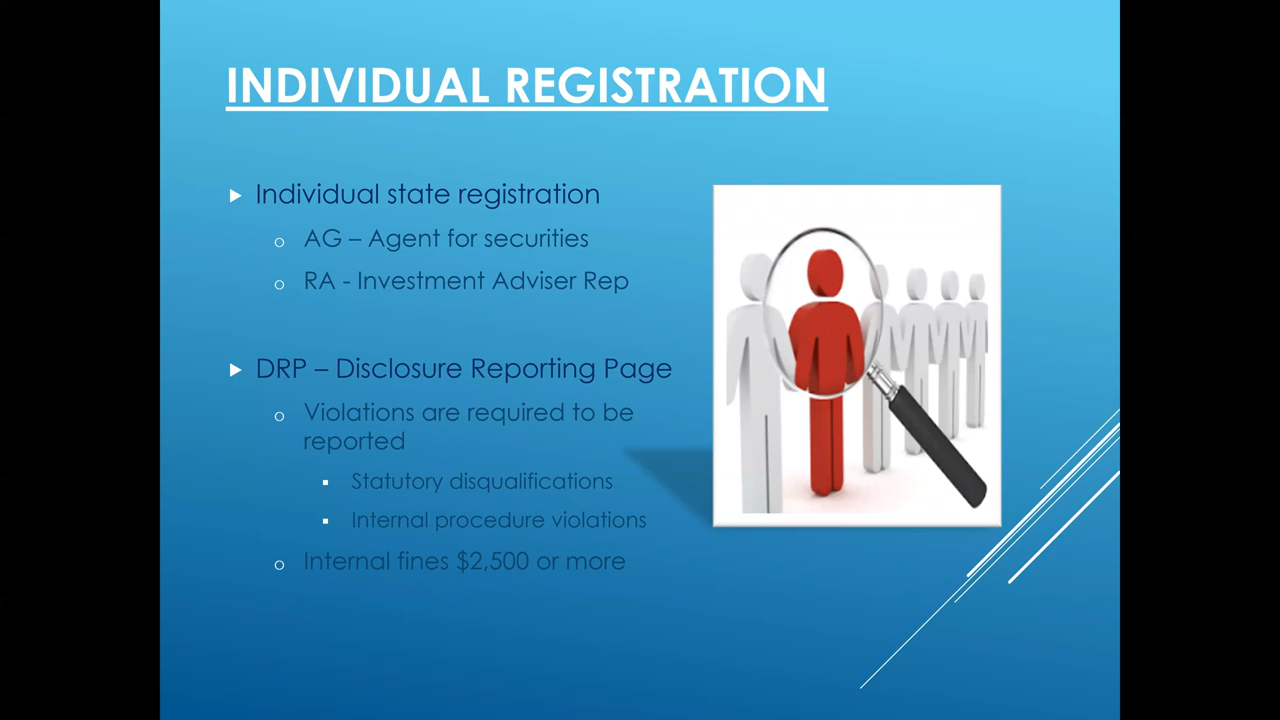 INDIVIDUAL REGISTRATION
Individual state registration
AG – Agent for securities
RA - Investment Adviser Rep
DRP – Disclosure Reporting Page
Violations are required to be
reported
Statutory disqualifications
Internal procedure violations
Internal fines $2,500 or more